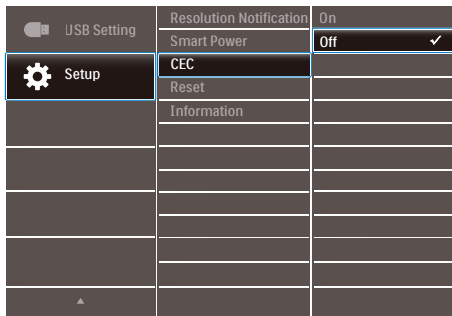 USB Setting
Setup
Resolution Notification
Smart Power
CEC
Reset
Information
On
Off